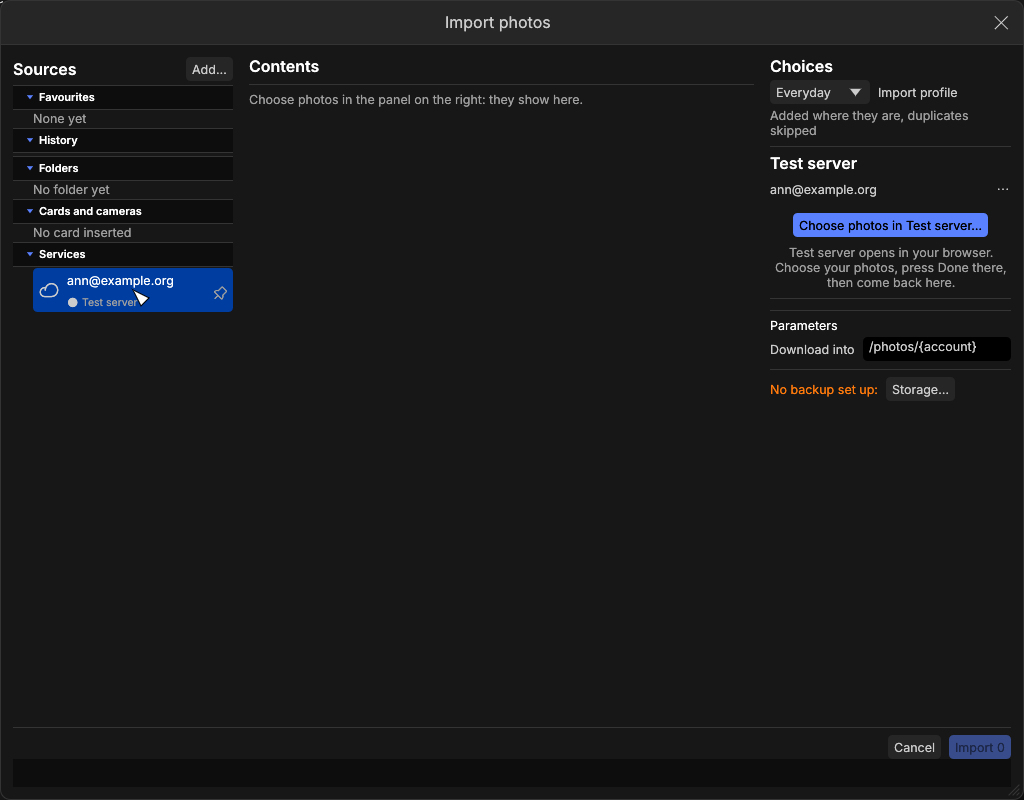 Import photos
Sources
Add...
Favourites
None yet
History
Folders
No folder yet
Cards and cameras
No card inserted
Services
ann@example.org
Test server
Contents
Choose photos in the panel on the right: they show here.
Choices
Everyday
Import profile
Added where they are, duplicates
skipped
Test server
ann@example.org
...
Choose photos in Test server...
Test server opens in your browser.
Choose your photos, press Done there,
then come back here.
Parameters
Download into
/photos/{account}
No backup set up:
Storage...
Cancel
Import 0